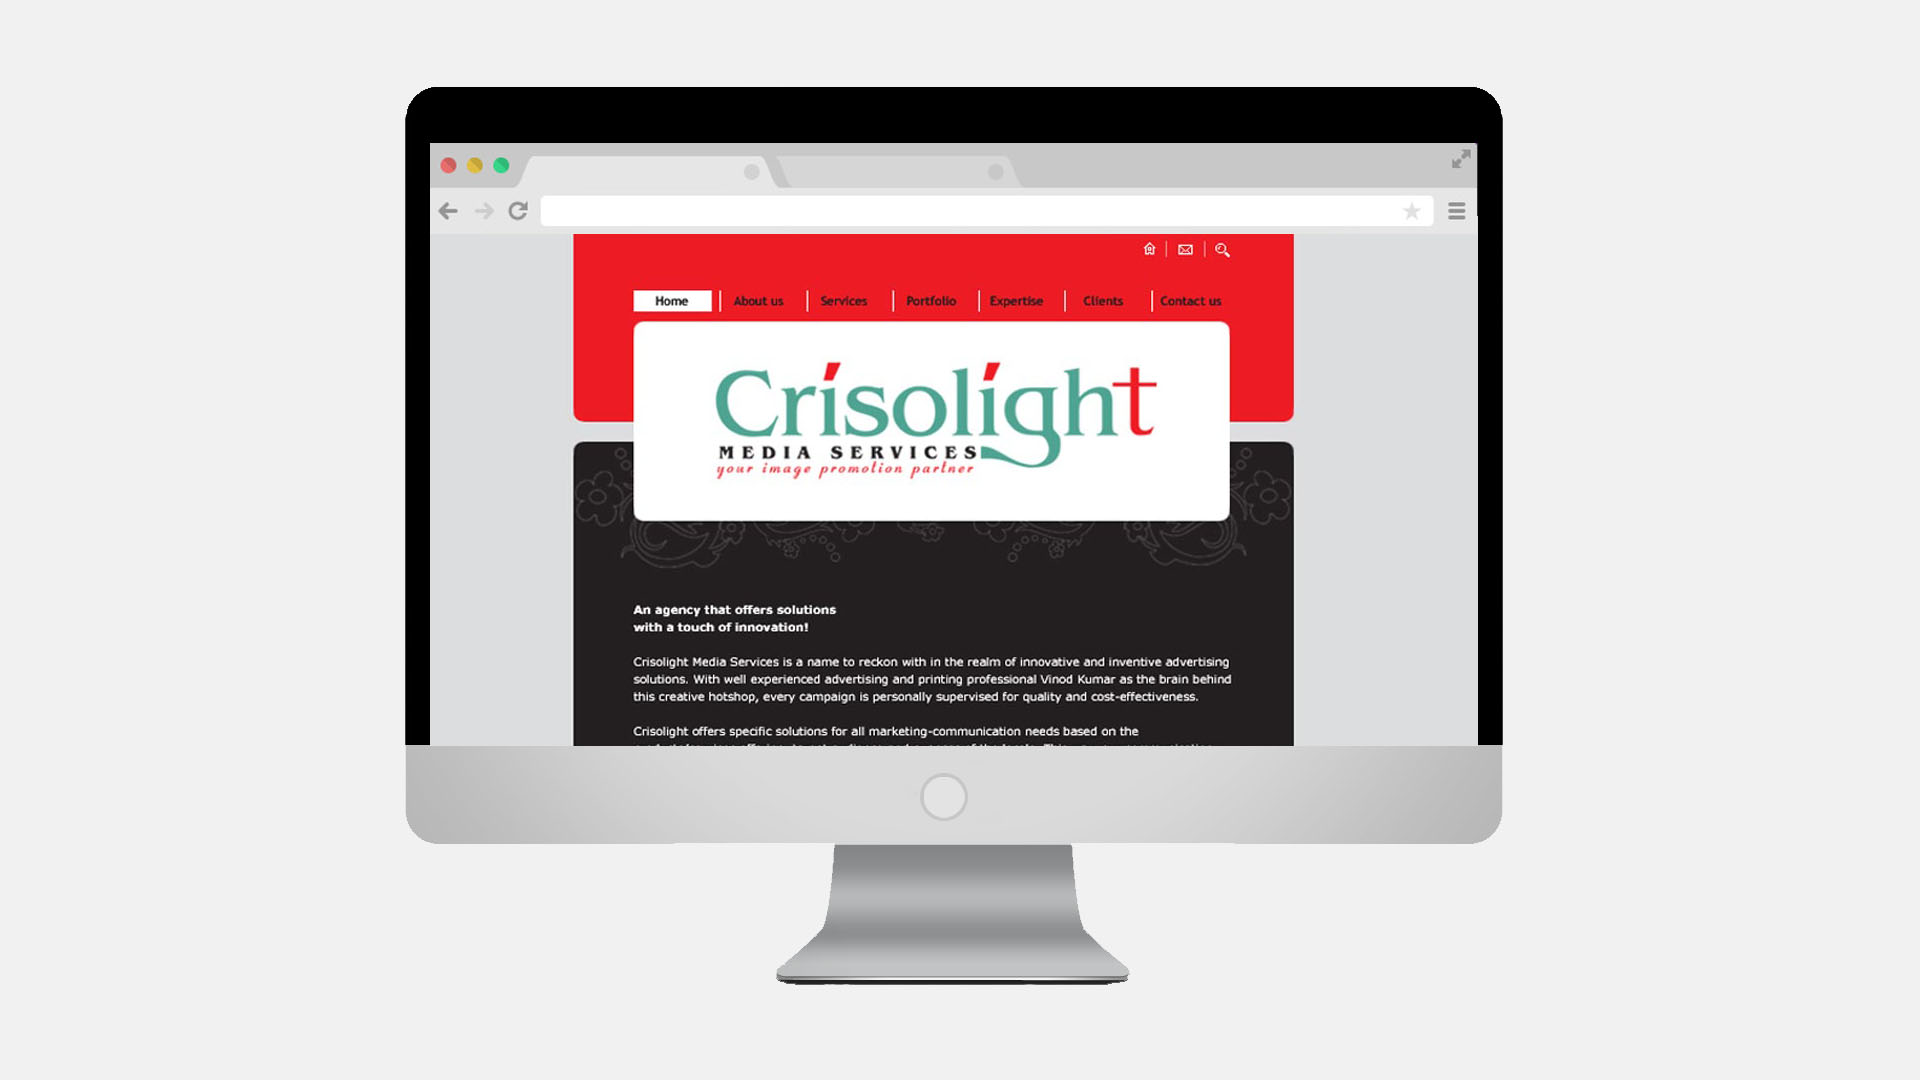 Home About us Services Portfolio Expertise Clients Contact us
Crisolight
MEDIA SERVICES
your image promotion partner
An agency that offers solutions
with a touch of innovation!
Crisolight Media Services is a name to reckon with in the realm of innovative and inventive advertising
solutions. With well experienced advertising and printing professional Vinod Kumar as the brain behind
this creative hotshop, every campaign is personally supervised for quality and cost-effectiveness.
Crisolight offers specific solutions for all marketing-communication needs based on the